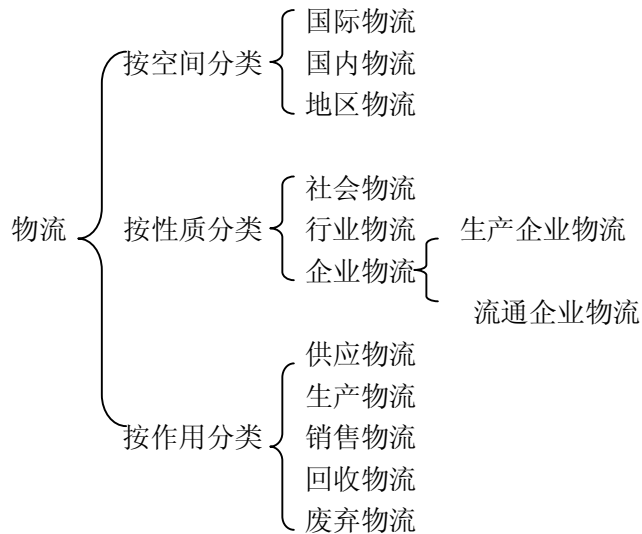 国际物流
按空间分类
国内物流
地区物流
社会物流
物流
按性质分类
行业物流
生产企业物流
企业物流
流通企业物流
供应物流
生产物流
按作用分类
销售物流
回收物流
废弃物流